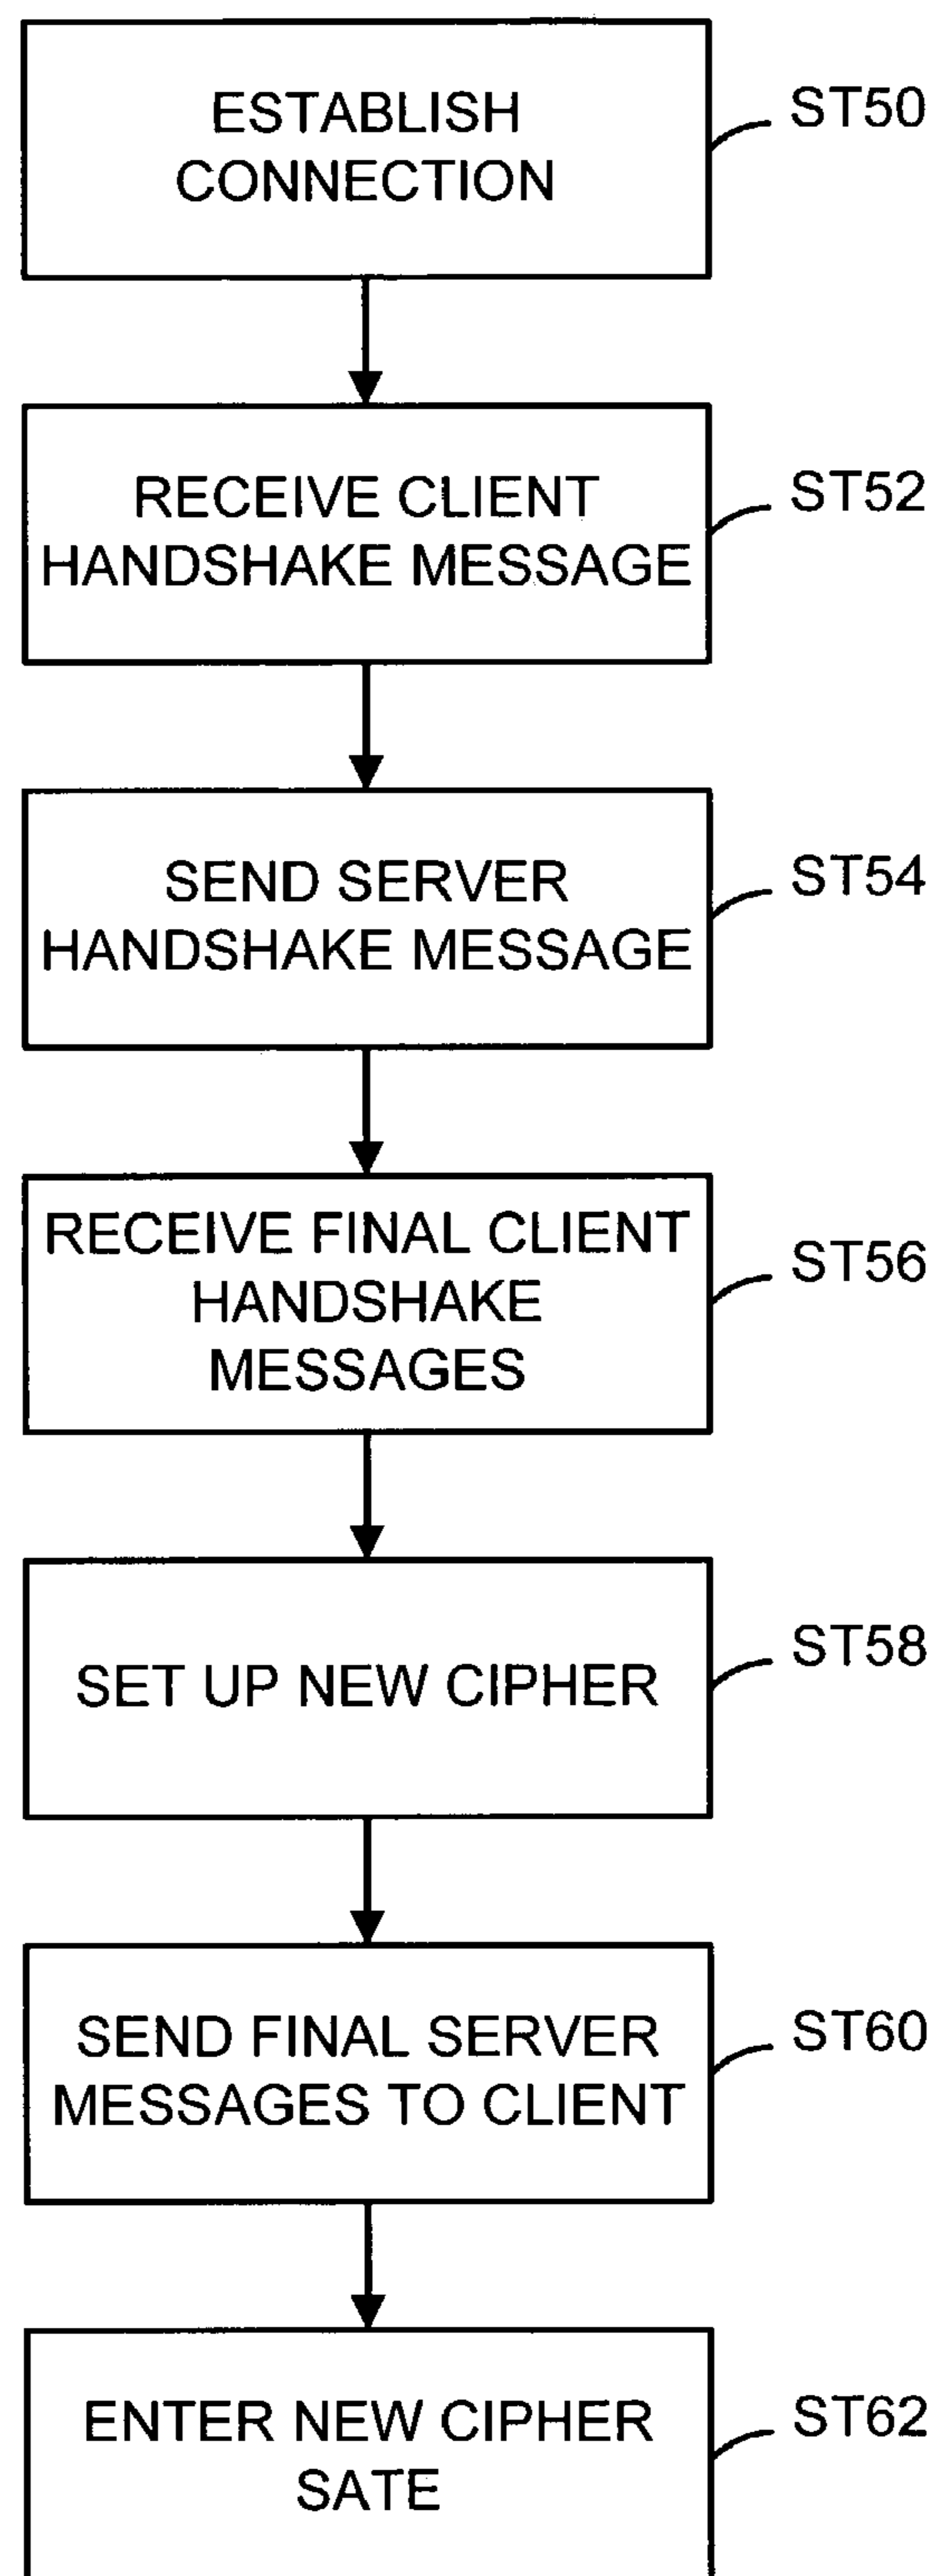 ESTABLISH
CONNECTION
ST50
RECEIVE CLIENT
HANDSHAKE MESSAGE
ST52
SEND SERVER
HANDSHAKE MESSAGE
ST54
RECEIVE FINAL CLIENT
HANDSHAKE
MESSAGES
ST56
SET UP NEW CIPHER
ST58
SEND FINAL SERVER
MESSAGES TO CLIENT
ST60
ENTER NEW CIPHER
SATE
ST62